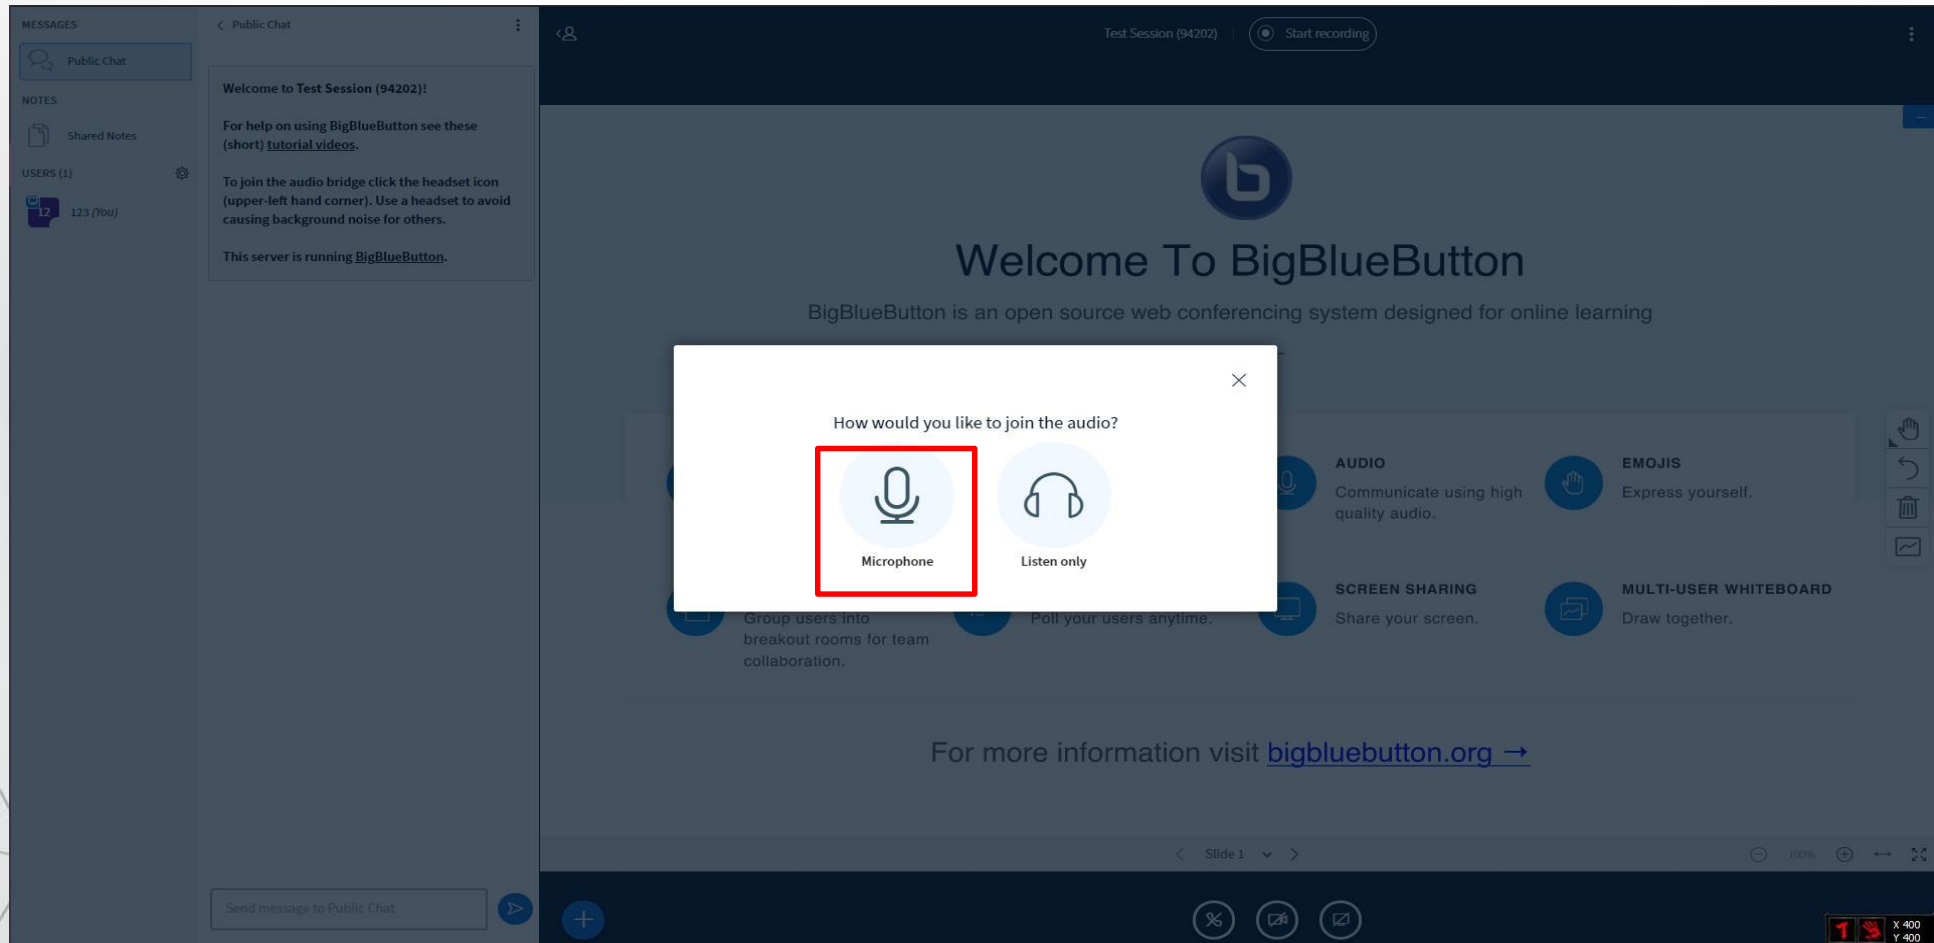 MESSAGES
Public Chat
NOTES
Shared Notes
USERS (1)
12
123 (You)
Public Chat
Welcome to Test Session (94202)!
For help on using BigBlueButton see these
(short) tutorial videos.
To join the audio bridge click the headset icon
(upper-left hand corner). Use a headset to avoid
causing background noise for others.
This server is running BigBlueButton.
Send message to Public Chat
Test Session (94202)
Start recording
Welcome To BigBlueButton
BigBlueButton is an open source web conferencing system designed for online learning
How would you like to join the audio?
Microphone
Listen only
AUDIO
Communicate using high
quality audio.
EMOJIS
Express yourself.
Group users into
breakout rooms for team
collaboration.
Poll your users anytime.
SCREEN SHARING
Share your screen.
MULTI-USER WHITEBOARD
Draw together.
For more information visit bigbluebutton.org →
Slide 1
100%
X 400
Y 400